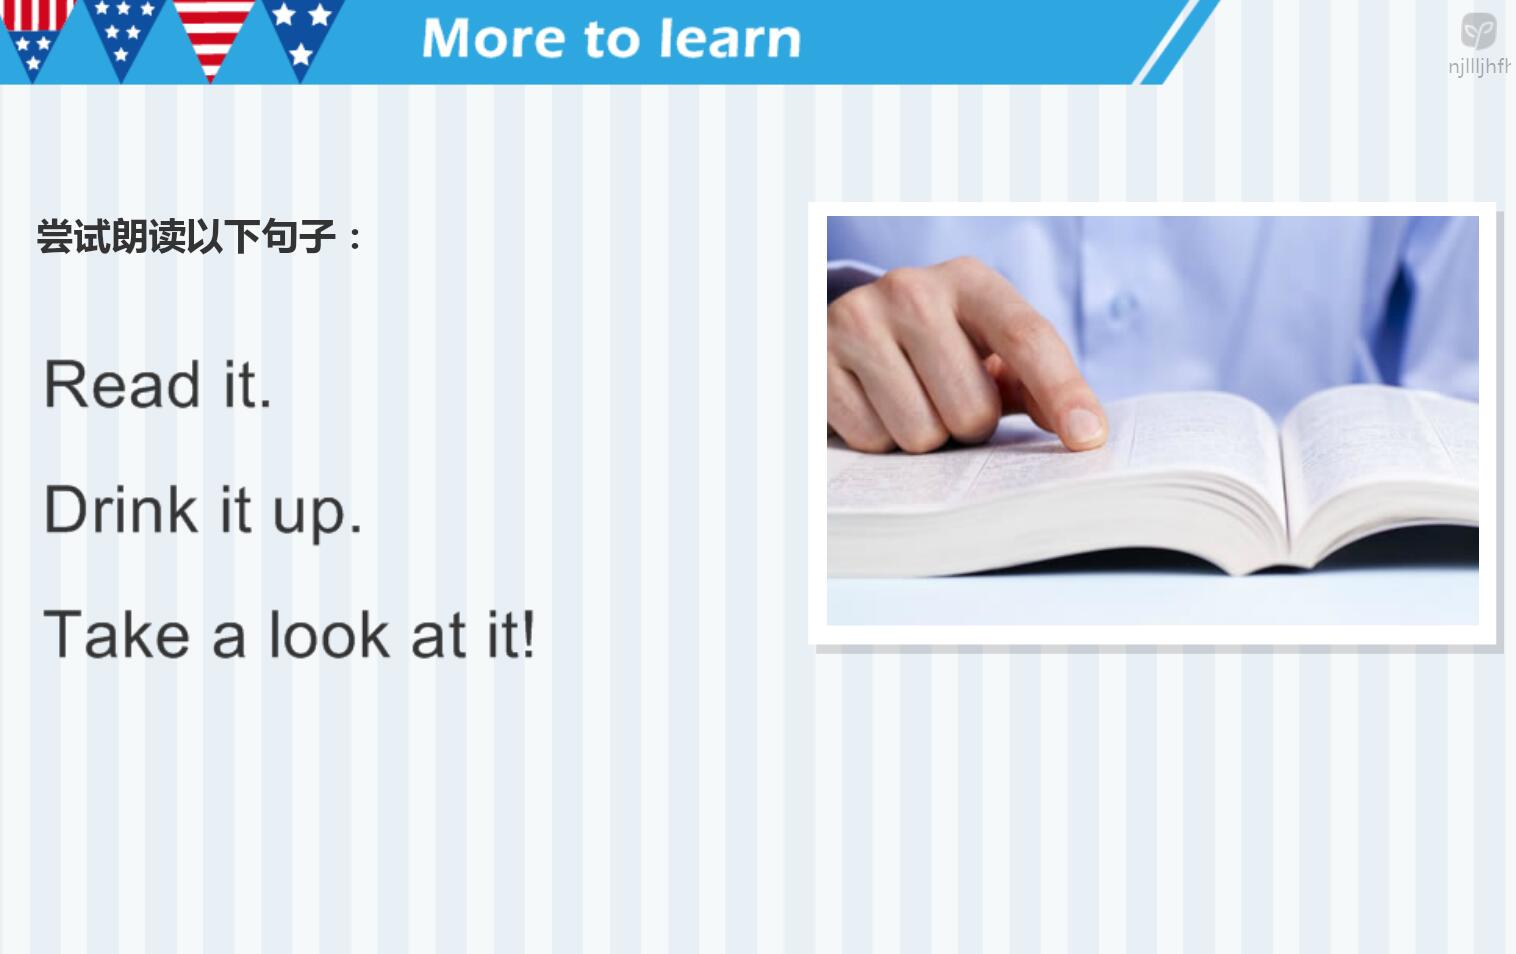 More to learn
njllljhfh
尝试朗读以下句子：
Read it.
Drink it up.
Take a look at it!